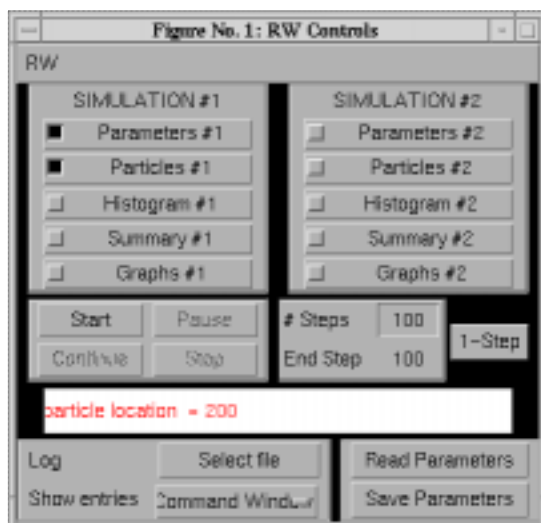 Figure No. 1: RW Controls
RW
SIMULATION #1
Parameters #1
Particles #1
Histogram #1
Summary #1
Graphs #1
SIMULATION #2
Parameters #2
Particles #2
Histogram #2
Summary #2
Graphs #2
Start Pause
Continue Stop
# Steps 100
End Step 100
1-Step
particle location = 200
Log Select file
Show entries Command Window
Read Parameters
Save Parameters